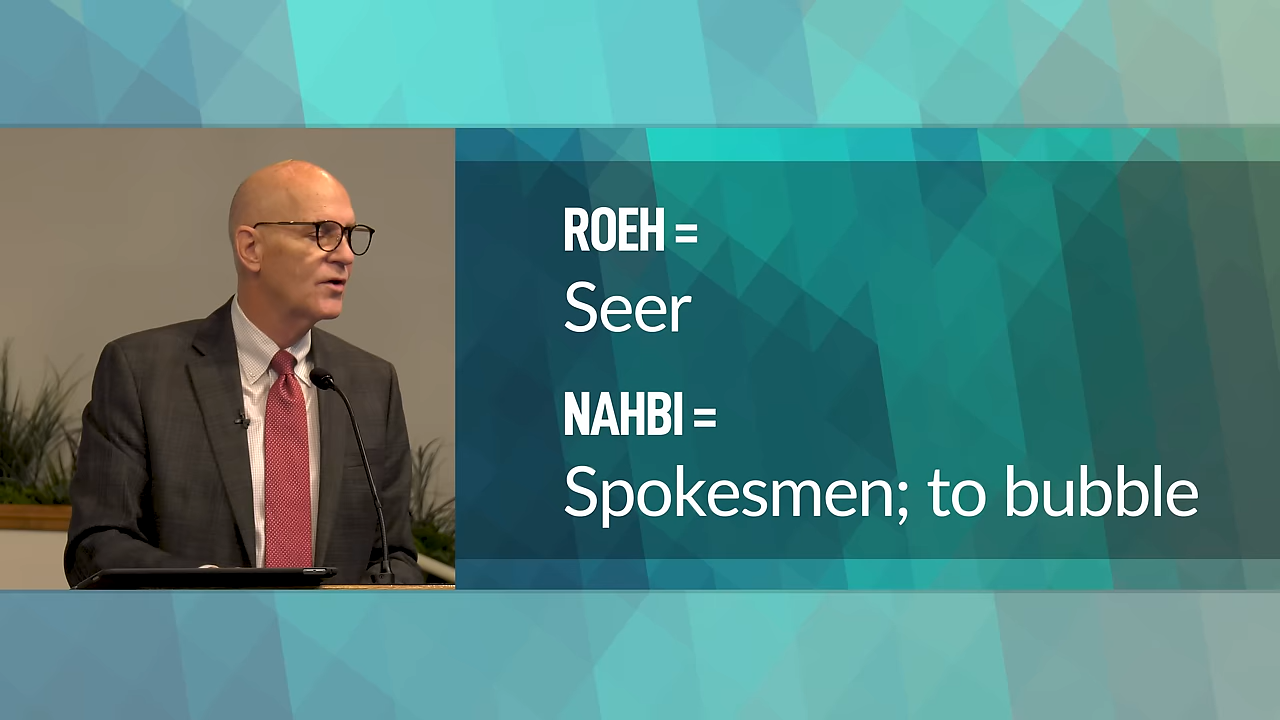 ROEH =
Seer
NAHBI =
Spokesmen; to bubble